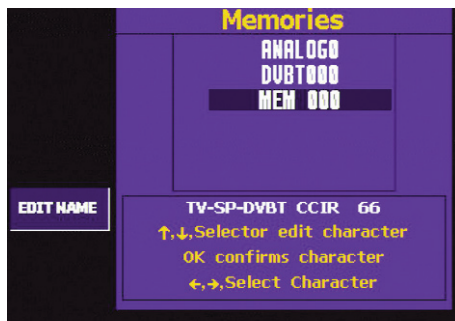 Memories
ANALOG0
DVBT000
MEM 000
EDIT NAME
TV-SP-DVBT CCIR 66
↑,↓,Selector edit character
OK confirms character
←,→,Select Character